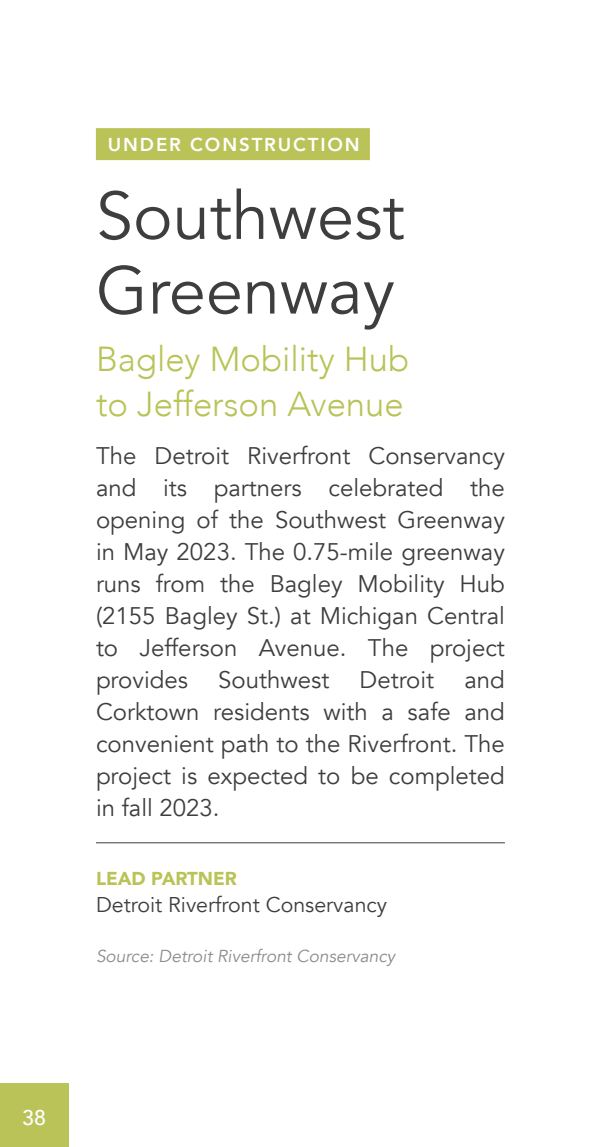 UNDER CONSTRUCTION
Southwest
Greenway
Bagley Mobility Hub
to Jefferson Avenue
The Detroit Riverfront Conservancy
and its partners celebrated the
opening of the Southwest Greenway
in May 2023. The 0.75-mile greenway
runs from the Bagley Mobility Hub
(2155 Bagley St.) at Michigan Central
to Jefferson Avenue. The project
provides Southwest Detroit and
Corktown residents with a safe and
convenient path to the Riverfront. The
project is expected to be completed
in fall 2023.
LEAD PARTNER
Detroit Riverfront Conservancy
Source: Detroit Riverfront Conservancy
38